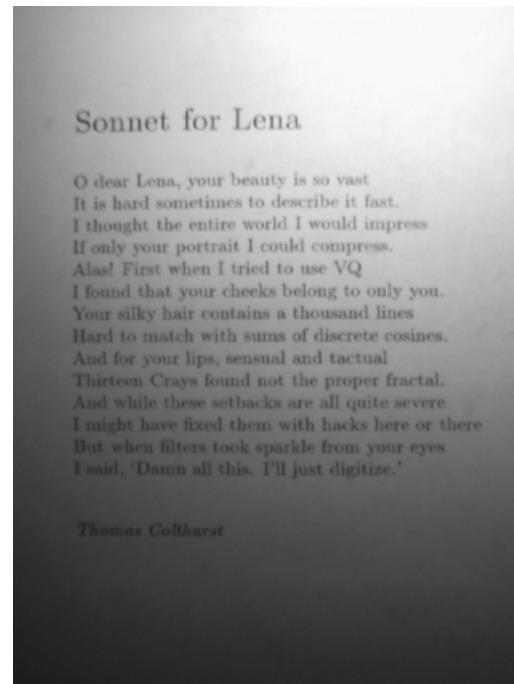 Sonnet for Lena
O dear Lena, your beauty is so vast
It is hard sometimes to describe it fast.
I thought the entire world I would impress
If only your portrait I could compress.
Alas! First when I tried to use VQ
I found that your cheeks belong to only you.
Your silky hair contains a thousand lines
Hard to match with sums of discrete cosines.
And for your lips, sensual and tactual
Thirteen Crays found not the proper fractal.
And while these setbacks are all quite severe
I might have fixed them with hacks here or there
But when filters took sparkle from your eyes
I said, 'Damn all this. I'll just digitize.'
Thomas Colthurst